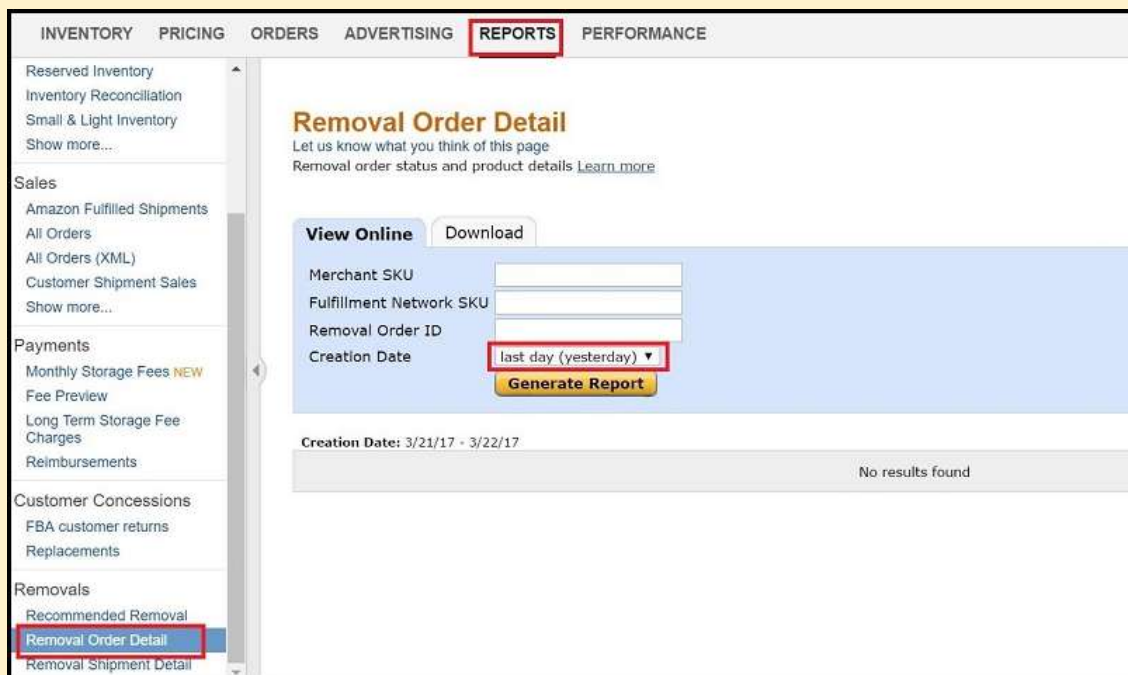 INVENTORY PRICING ORDERS ADVERTISING REPORTS PERFORMANCE
Reserved Inventory
Inventory Reconciliation
Small & Light Inventory
Show more...
Sales
Amazon Fulfilled Shipments
All Orders
All Orders (XML)
Customer Shipment Sales
Show more...
Payments
Monthly Storage Fees NEW
Fee Preview
Long Term Storage Fee
Charges
Reimbursements
Customer Concessions
FBA customer returns
Replacements
Removals
Recommended Removal
Removal Order Detail
Removal Shipment Detail
Removal Order Detail
Let us know what you think of this page
Removal order status and product details Learn more
View Online Download
Merchant SKU
Fulfillment Network SKU
Removal Order ID
Creation Date last day (yesterday)
Generate Report
Creation Date: 3/21/17 - 3/22/17
No results found